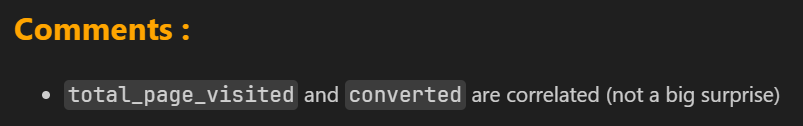 Comments :
• total_page_visited and converted are correlated (not a big surprise)